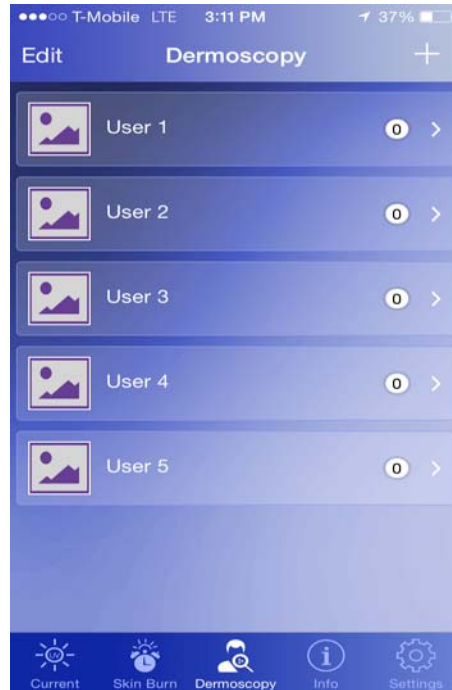 T-Mobile LTE 3:11 PM 37%
Edit Dermoscopy +
User 1 0 >
User 2 0 >
User 3 0 >
User 4 0 >
User 5 0 >
UV
Current Skin Burn Dermoscopy Info Settings